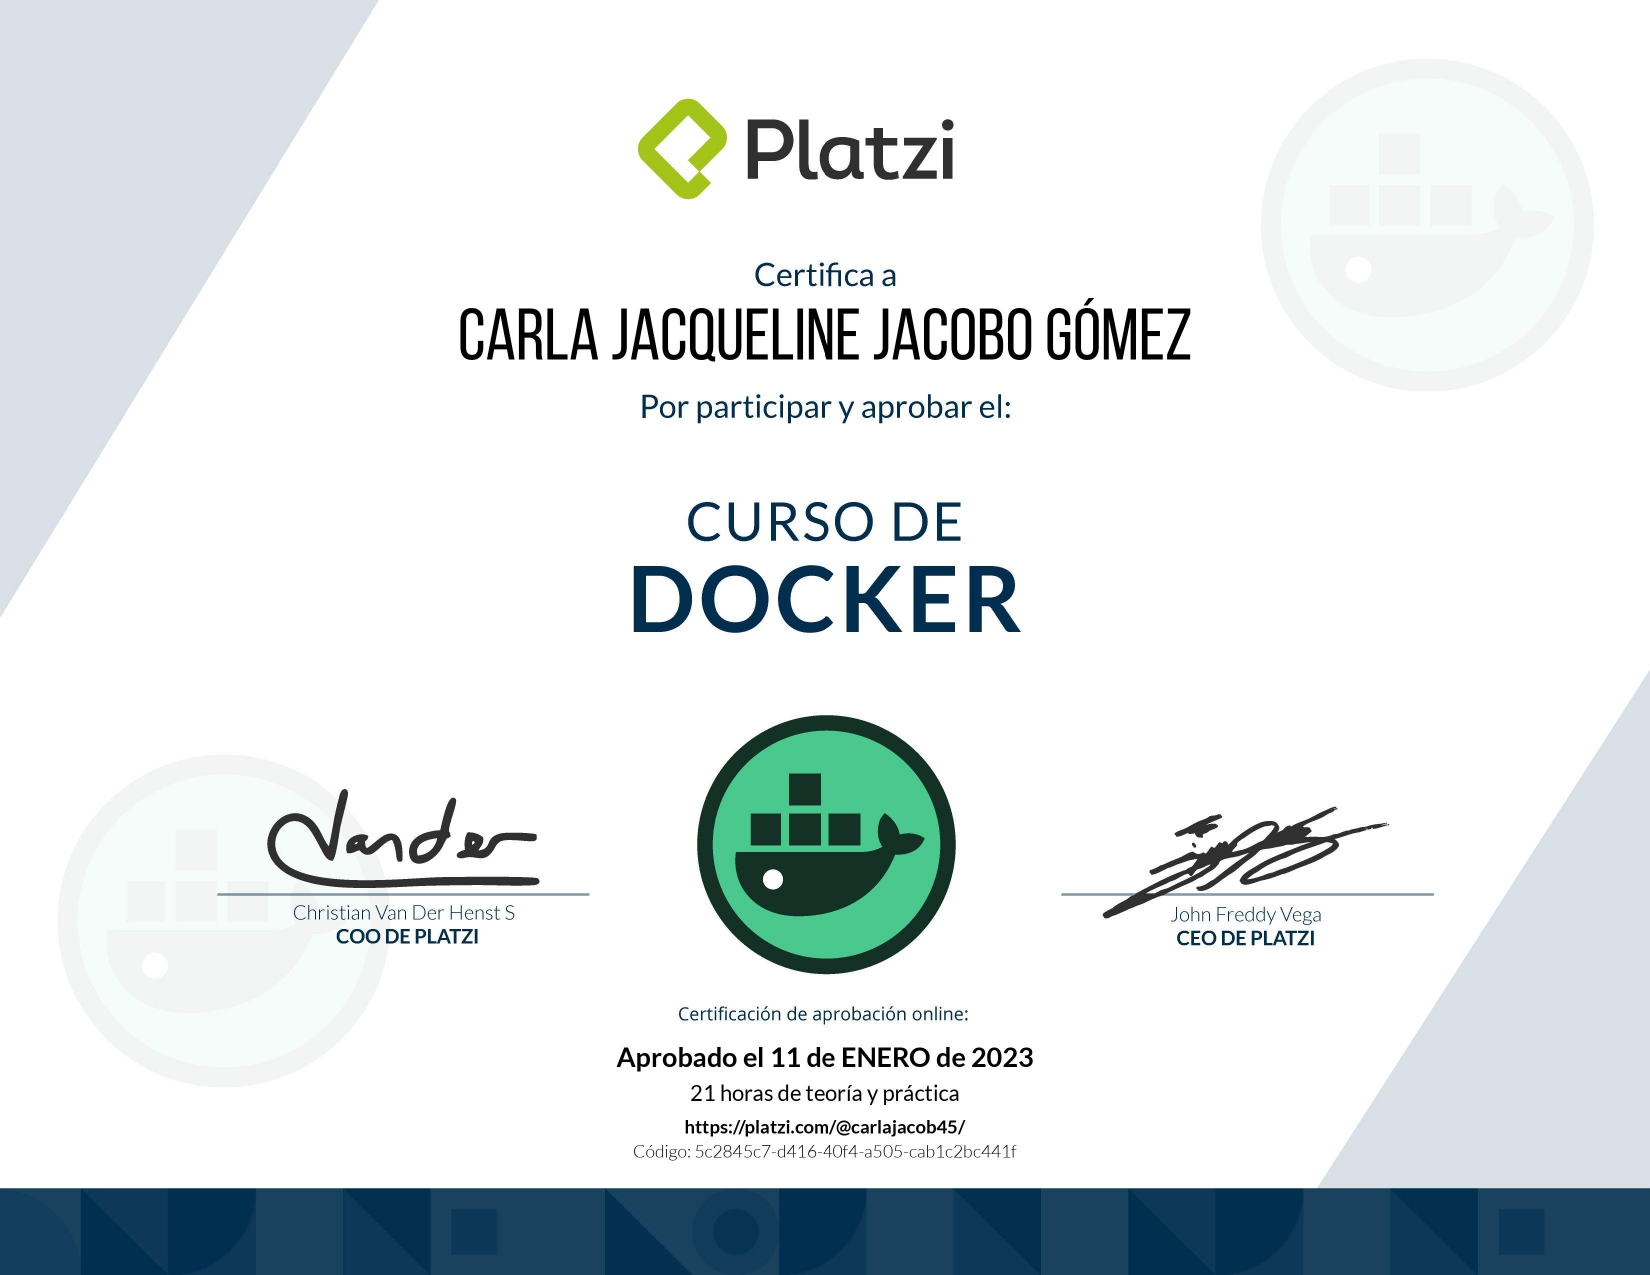 Platzi
Certifica a
CARLA JACQUELINE JACOBO GÓMEZ
Por participar y aprobar el:
CURSO DE
DOCKER
Vander
Christian Van Der Henst S
COO DE PLATZI
John Freddy Vega
CEO DE PLATZI
Certificación de aprobación online:
Aprobado el 11 de ENERO de 2023
21 horas de teoría y práctica
https://platzi.com/@carlajacob45/
Código: 5c2845c7-d416-40f4-a505-cab1c2bc441f